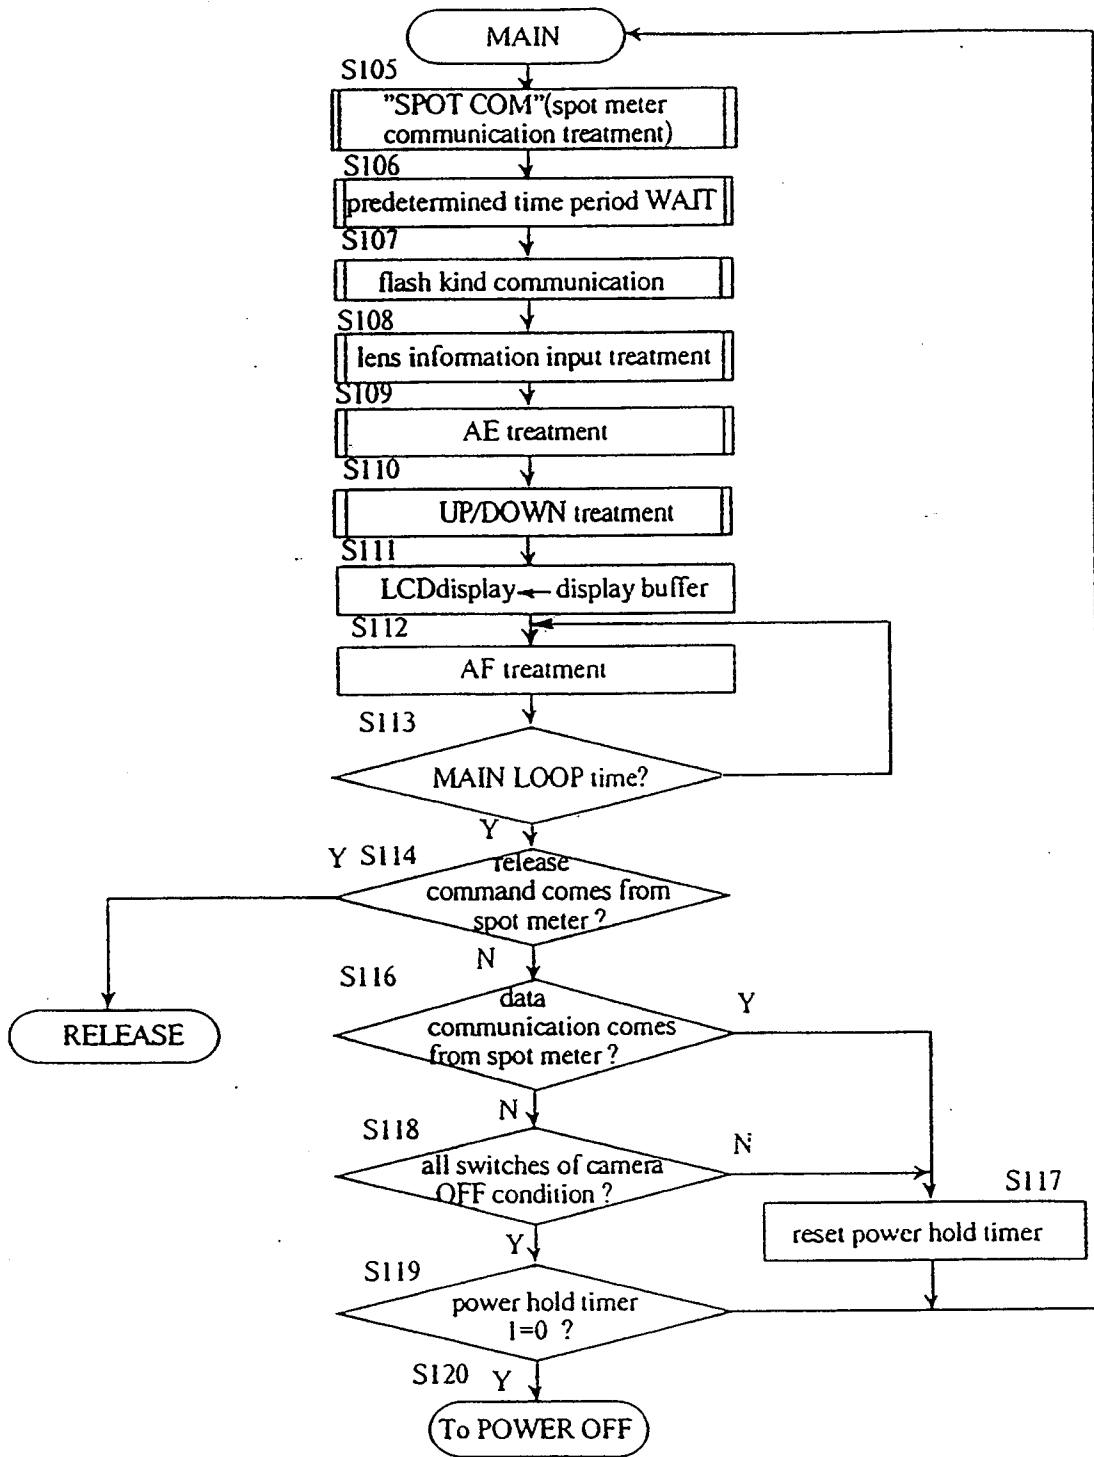 MAIN
S105
"SPOT COM"(spot meter
communication treatment)
S106
predetermined time period WAIT
S107
flash kind communication
S108
lens information input treatment
S109
AE treatment
S110
UP/DOWN treatment
S111
LCDdisplay ← display buffer
S112
AF treatment
S113
MAIN LOOP time?
Y
Y S114
release
command comes from
spot meter ?
N
S116
data
communication comes
from spot meter ?
Y
RELEASE
N
S118
all switches of camera
OFF condition ?
N
S117
reset power hold timer
Y
S119
power hold timer
1=0 ?
S120 Y
To POWER OFF